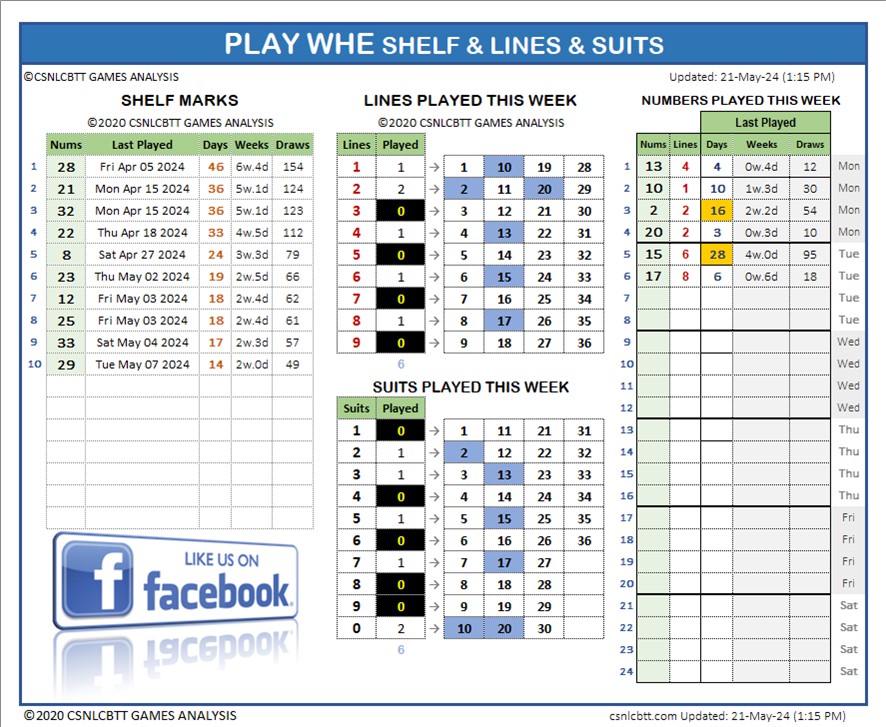 PLAY WHE SHELF & LINES & SUITS
©CSNLCBTT GAMES ANALYSIS
Updated: 21-May-24 (1:15 PM)
SHELF MARKS
©2020 CSNLCBTT GAMES ANALYSIS
Nums Last Played Days Weeks Draws
1 28 Fri Apr 05 2024 46 6w.4d 154
2 21 Mon Apr 15 2024 36 5w.1d 124
3 32 Mon Apr 15 2024 36 5w.1d 123
4 22 Thu Apr 18 2024 33 4w.5d 112
5 8 Sat Apr 27 2024 24 3w.3d 79
6 23 Thu May 02 2024 19 2w.5d 66
7 12 Fri May 03 2024 18 2w.4d 62
8 25 Fri May 03 2024 18 2w.4d 61
9 33 Sat May 04 2024 17 2w.3d 57
10 29 Tue May 07 2024 14 2w.0d 49
LIKE US ON
facebook.
LINES PLAYED THIS WEEK
©2020 CSNLCBTT GAMES ANALYSIS
Lines Played
1 1 → 1 10 19 28
2 2 → 2 11 20 29
3 0 → 3 12 21 30
4 1 → 4 13 22 31
5 0 → 5 14 23 32
6 1 → 6 15 24 33
7 0 → 7 16 25 34
8 1 → 8 17 26 35
9 0 → 9 18 27 36
6
SUITS PLAYED THIS WEEK
Suits Played
1 0 → 1 11 21 31
2 1 → 2 12 22 32
3 1 → 3 13 23 33
4 0 → 4 14 24 34
5 1 → 5 15 25 35
6 0 → 6 16 26 36
7 1 → 7 17 27
8 0 → 8 18 28
9 0 → 9 19 29
0 2 → 10 20 30
6
NUMBERS PLAYED THIS WEEK
Last Played
Nums Lines Days Weeks Draws
1 13 4 4 0w.4d 12 Mon
2 10 1 10 1w.3d 30 Mon
3 2 2 16 2w.2d 54 Mon
4 20 2 3 0w.3d 10 Mon
5 15 6 28 4w.0d 95 Tue
6 17 8 6 0w.6d 18 Tue
7 Tue
8 Tue
9 Wed
10 Wed
11 Wed
12 Wed
13 Thu
14 Thu
15 Thu
16 Thu
17 Fri
18 Fri
19 Fri
20 Fri
21 Sat
22 Sat
23 Sat
24 Sat
©2020 CSNLCBTT GAMES ANALYSIS
csnlcbtt.com Updated: 21-May-24 (1:15 PM)